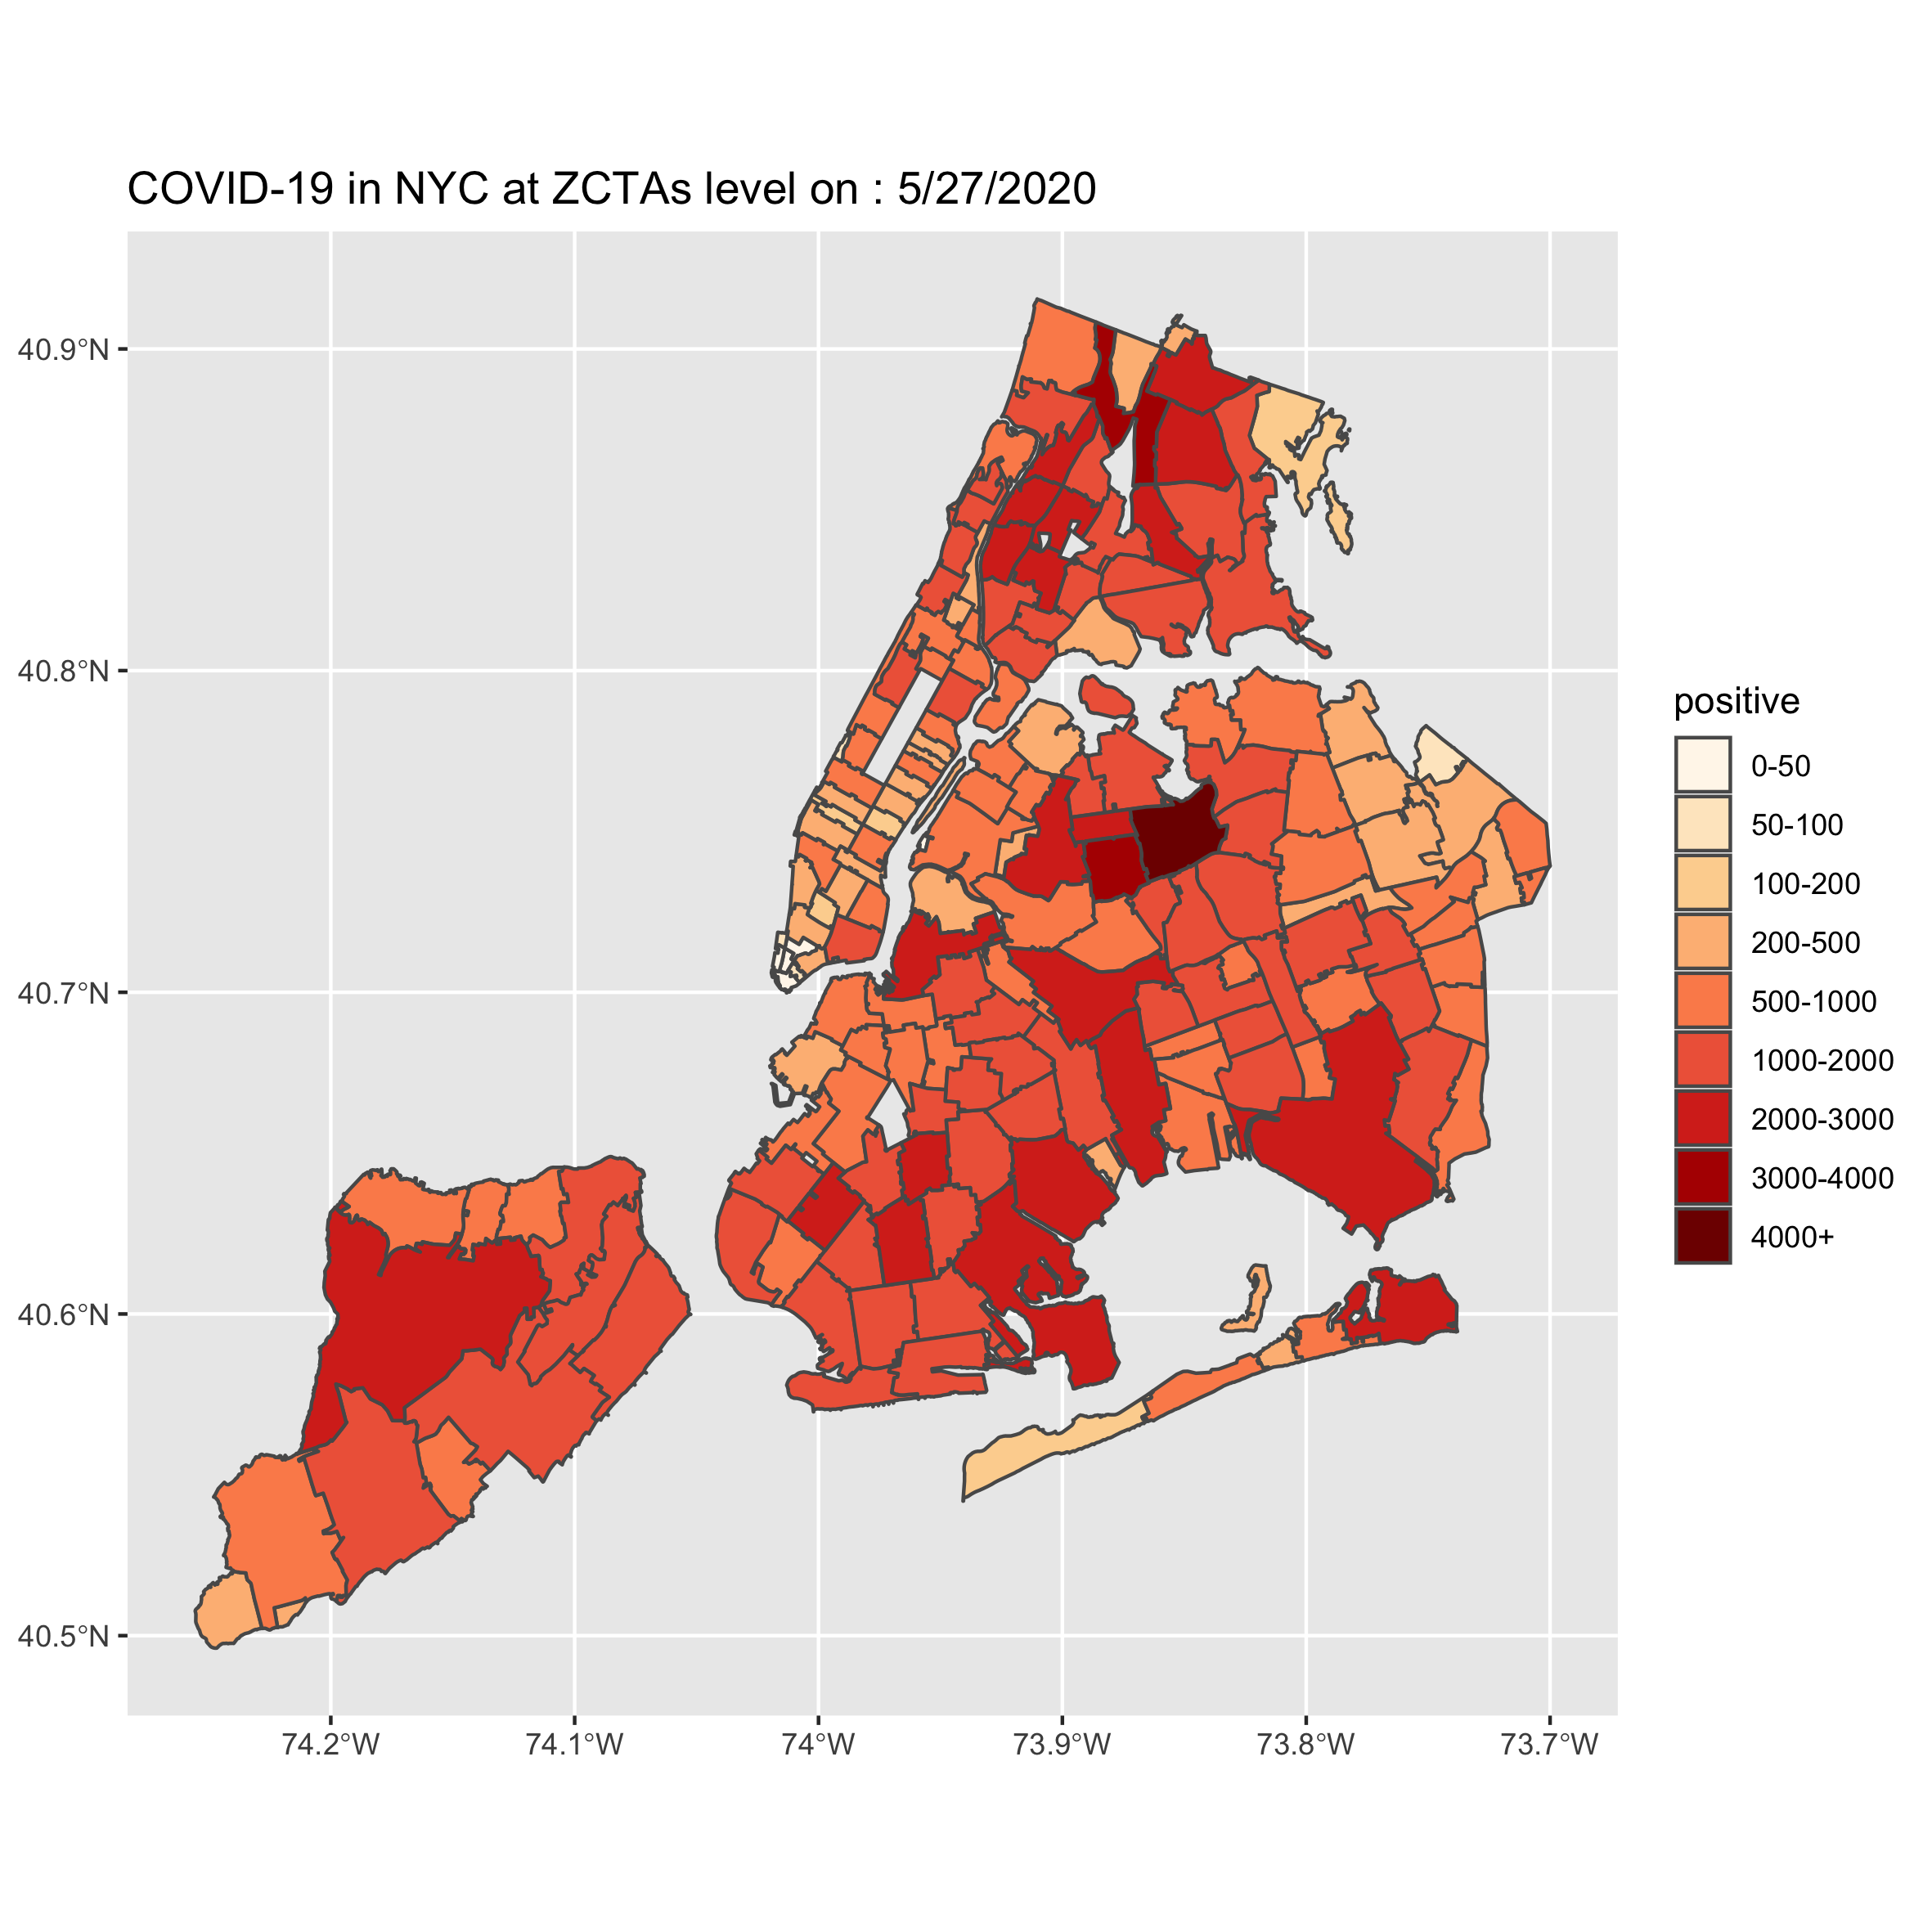 COVID-19 in NYC at ZCTAs level on : 5/27/2020
40.9°N
40.8°N
40.7°N
40.6°N
40.5°N
74.2°W
74.1°W
74°W
73.9°W
73.8°W
73.7°W
positive
0-50
50-100
100-200
200-500
500-1000
1000-2000
2000-3000
3000-4000
4000+